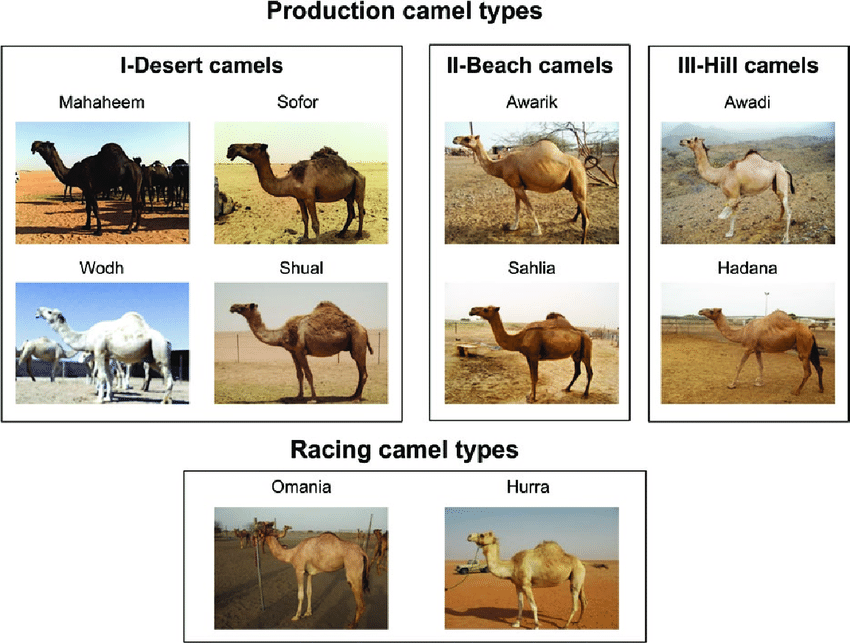 Production camel types
I-Desert camels
Mahaheem
Sofor
Wodh
Shual
II-Beach camels
Awarik
Sahlia
III-Hill camels
Awadi
Hadana
Racing camel types
Omania
Hurra